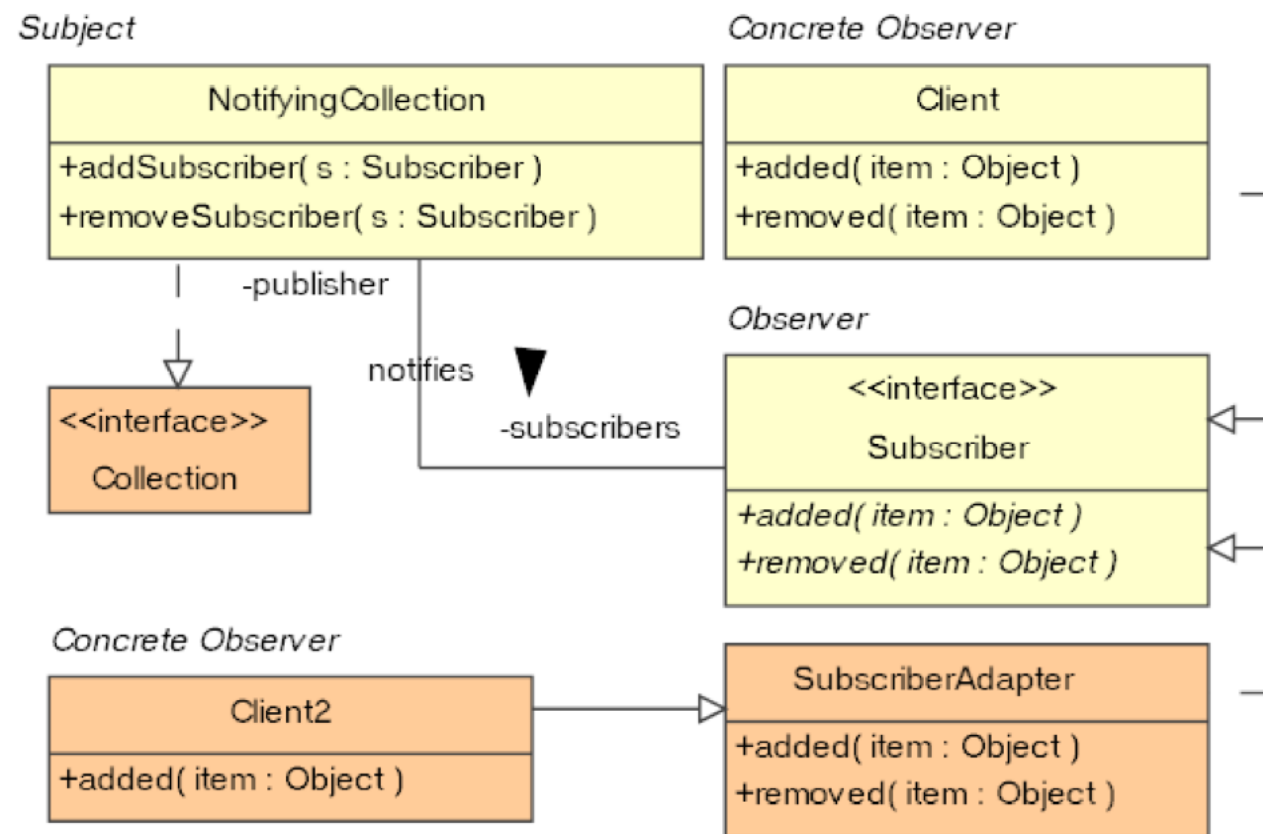 Subject
NotifyingCollection
+addSubscriber( s : Subscriber )
+removeSubscriber( s : Subscriber )
Concrete Observer
Client
+added( item : Object )
+removed( item : Object )
-publisher
notifies
-subscribers
<<interface>>
Collection
Observer
<<interface>>
Subscriber
+added( item : Object )
+removed( item : Object )
Concrete Observer
Client2
+added( item : Object )
SubscriberAdapter
+added( item : Object )
+removed( item : Object )